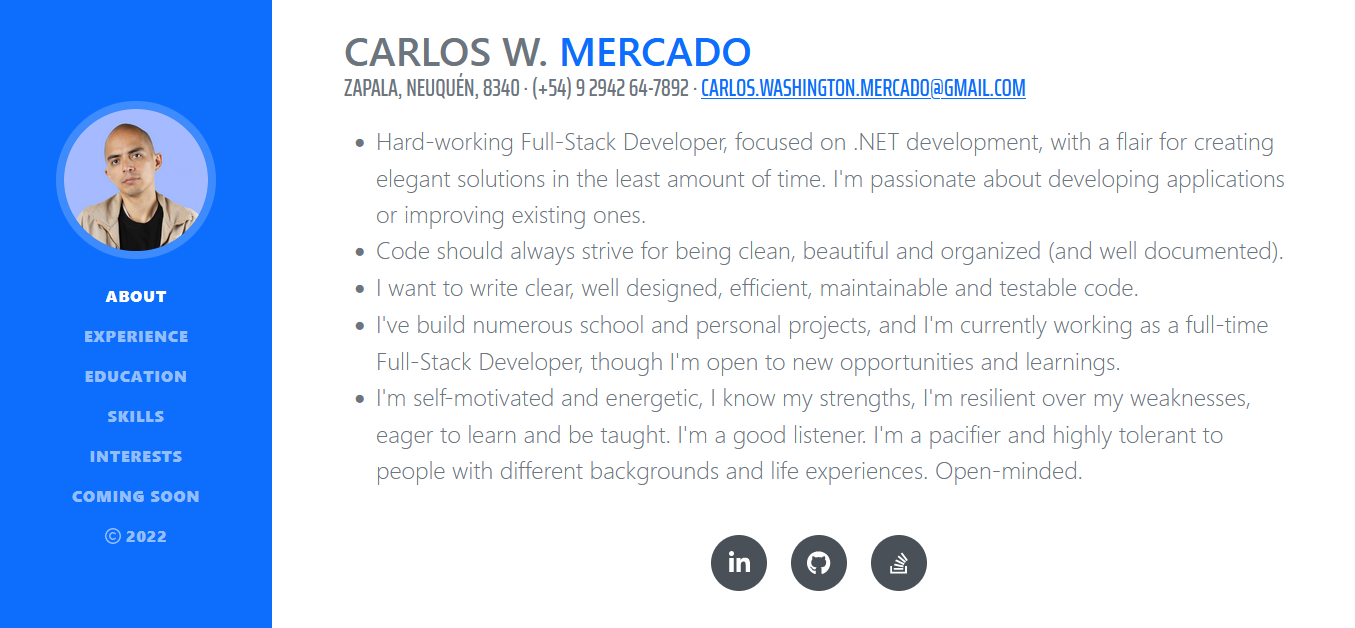 CARLOS W. MERCADO
ZAPALA, NEUQUÉN, 8340 · (+54) 9 2942 64-7892 · CARLOS.WASHINGTON.MERCADO@GMAIL.COM
• Hard-working Full-Stack Developer, focused on .NET development, with a flair for creating
elegant solutions in the least amount of time. I'm passionate about developing applications
or improving existing ones.
• Code should always strive for being clean, beautiful and organized (and well documented).
• I want to write clear, well designed, efficient, maintainable and testable code.
• I've build numerous school and personal projects, and I'm currently working as a full-time
Full-Stack Developer, though I'm open to new opportunities and learnings.
• I'm self-motivated and energetic, I know my strengths, I'm resilient over my weaknesses,
eager to learn and be taught. I'm a good listener. I'm a pacifier and highly tolerant to
people with different backgrounds and life experiences. Open-minded.
ABOUT
EXPERIENCE
EDUCATION
SKILLS
INTERESTS
COMING SOON
© 2022
in